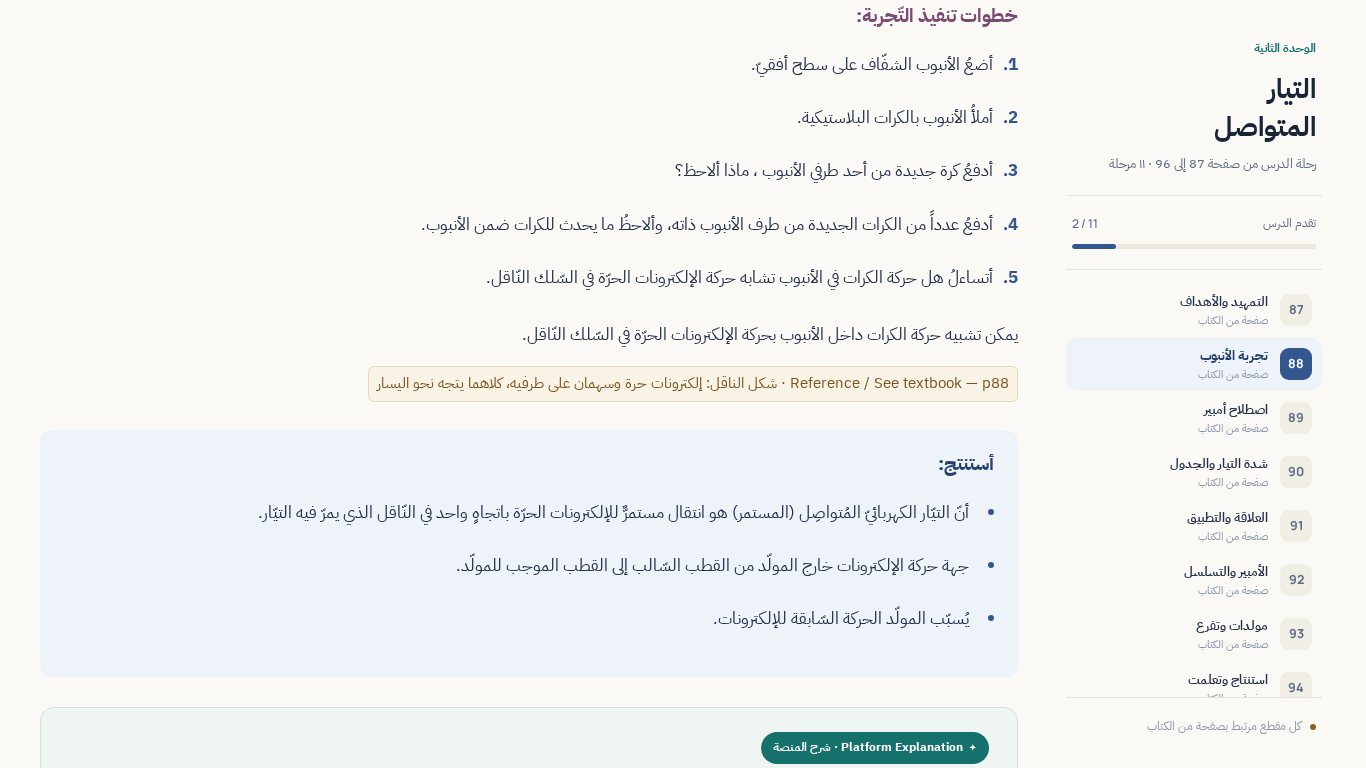 الوحدة الثانية
التيار
المتواصل
رحلة الدرس من صفحة 87 إلى 96 · ١١ مرحلة
تقدم الدرس
2 / 11
87
التمهيد والأهداف
صفحة من الكتاب
88
تجربة الأنبوب
صفحة من الكتاب
89
اصطلاح أمبير
صفحة من الكتاب
90
شدة التيار والجدول
صفحة من الكتاب
91
العلاقة والتطبيق
صفحة من الكتاب
92
الأمبير والتسلسل
صفحة من الكتاب
93
مولدات وتفرع
صفحة من الكتاب
94
استنتاج وتعلمت
كل مقطع مرتبط بصفحة من الكتاب
خطوات تنفيذ التّجربة:
1. أضعُ الأنبوب الشفّاف على سطح أفقيّ.
2. أملأُ الأنبوب بالكرات البلاستيكية.
3. أدفعُ كرة جديدة من أحد طرفي الأنبوب ، ماذا ألاحظ؟
4. أدفعُ عدداً من الكرات الجديدة من طرف الأنبوب ذاته، وألاحظُ ما يحدث للكرات ضمن الأنبوب.
5. أتساءلُ هل حركة الكرات في الأنبوب تشابه حركة الإلكترونات الحرّة في السّلك النّاقل.
يمكن تشبيه حركة الكرات داخل الأنبوب بحركة الإلكترونات الحرّة في السّلك النّاقل.
Reference / See textbook — p88 · شكل الناقل: إلكترونات حرة وسهمان على طرفيه، كلاهما يتجه نحو اليسار
أستنتج:
أنّ التيّار الكهربائيّ المُتواصِل (المستمر) هو انتقال مستمرٌّ للإلكترونات الحرّة باتجاهٍ واحد في النّاقل الذي يمرّ فيه التيّار.
جهة حركة الإلكترونات خارج المولّد من القطب السّالب إلى القطب الموجب للمولّد.
يُسبّب المولّد الحركة السّابقة للإلكترونات.
✦ Platform Explanation · شرح المنصة